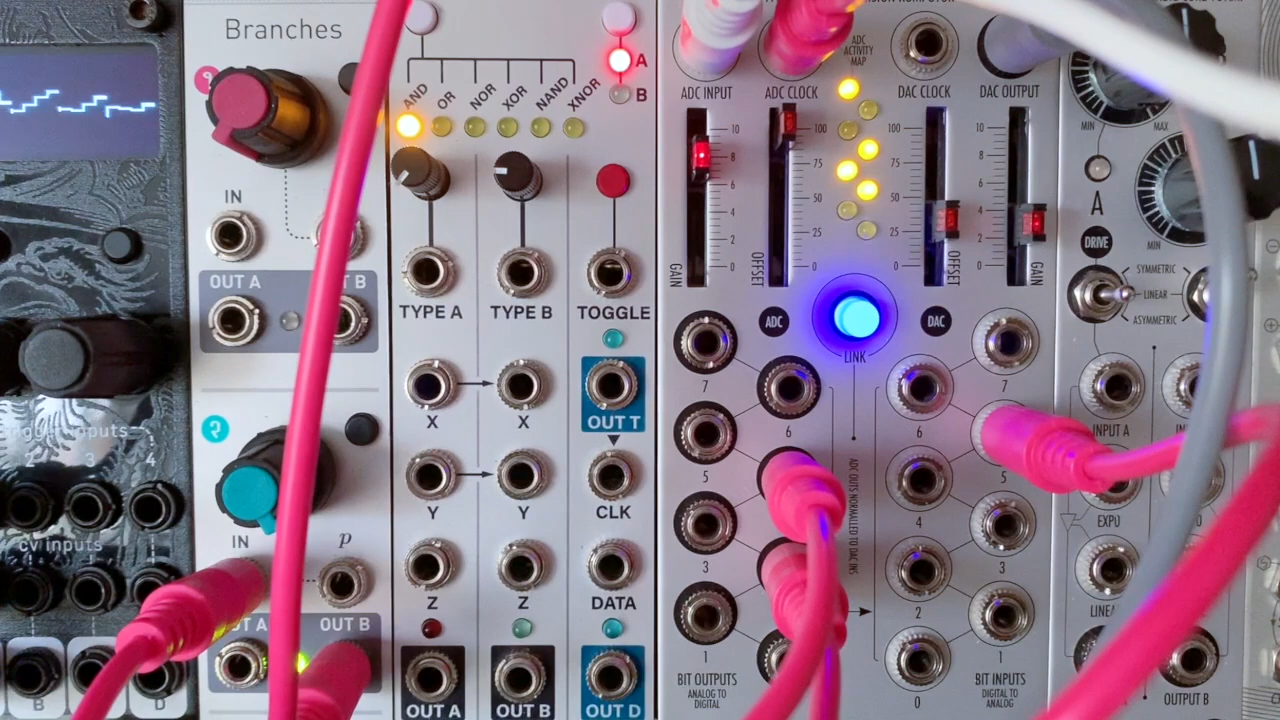 Branches
IN
OUT A
T B
IN
p
UT A
OUT B
3
4
cv inputs
B
D
AND
OR
NOR
XOR
NAND
XNOR
A
B
TYPE A
TYPE B
TOGGLE
X
X
OUT T
Y
Y
CLK
Z
Z
DATA
OUT A
OUT B
OUT D
ADC
ACTIVITY
MAP
ADC INPUT
ADC CLOCK
DAC CLOCK
DAC OUTPUT
10
8
6
4
2
0
GAIN
100
75
50
25
0
OFFSET
100
75
50
25
0
OFFSET
10
8
6
4
2
0
GAIN
ADC
LINK
DAC
7
6
5
3
1
7
6
5
4
3
2
1
0
ADC OUTS NORMALLED TO DAC INS
BIT OUTPUTS
ANALOG TO
DIGITAL
BIT INPUTS
DIGITAL TO
ANALOG
MIN
MAX
A
MIN
DRIVE
SYMMETRIC
LINEAR
ASYMMETRIC
INPUT A
EXPO
LINEA
OUTPUT B